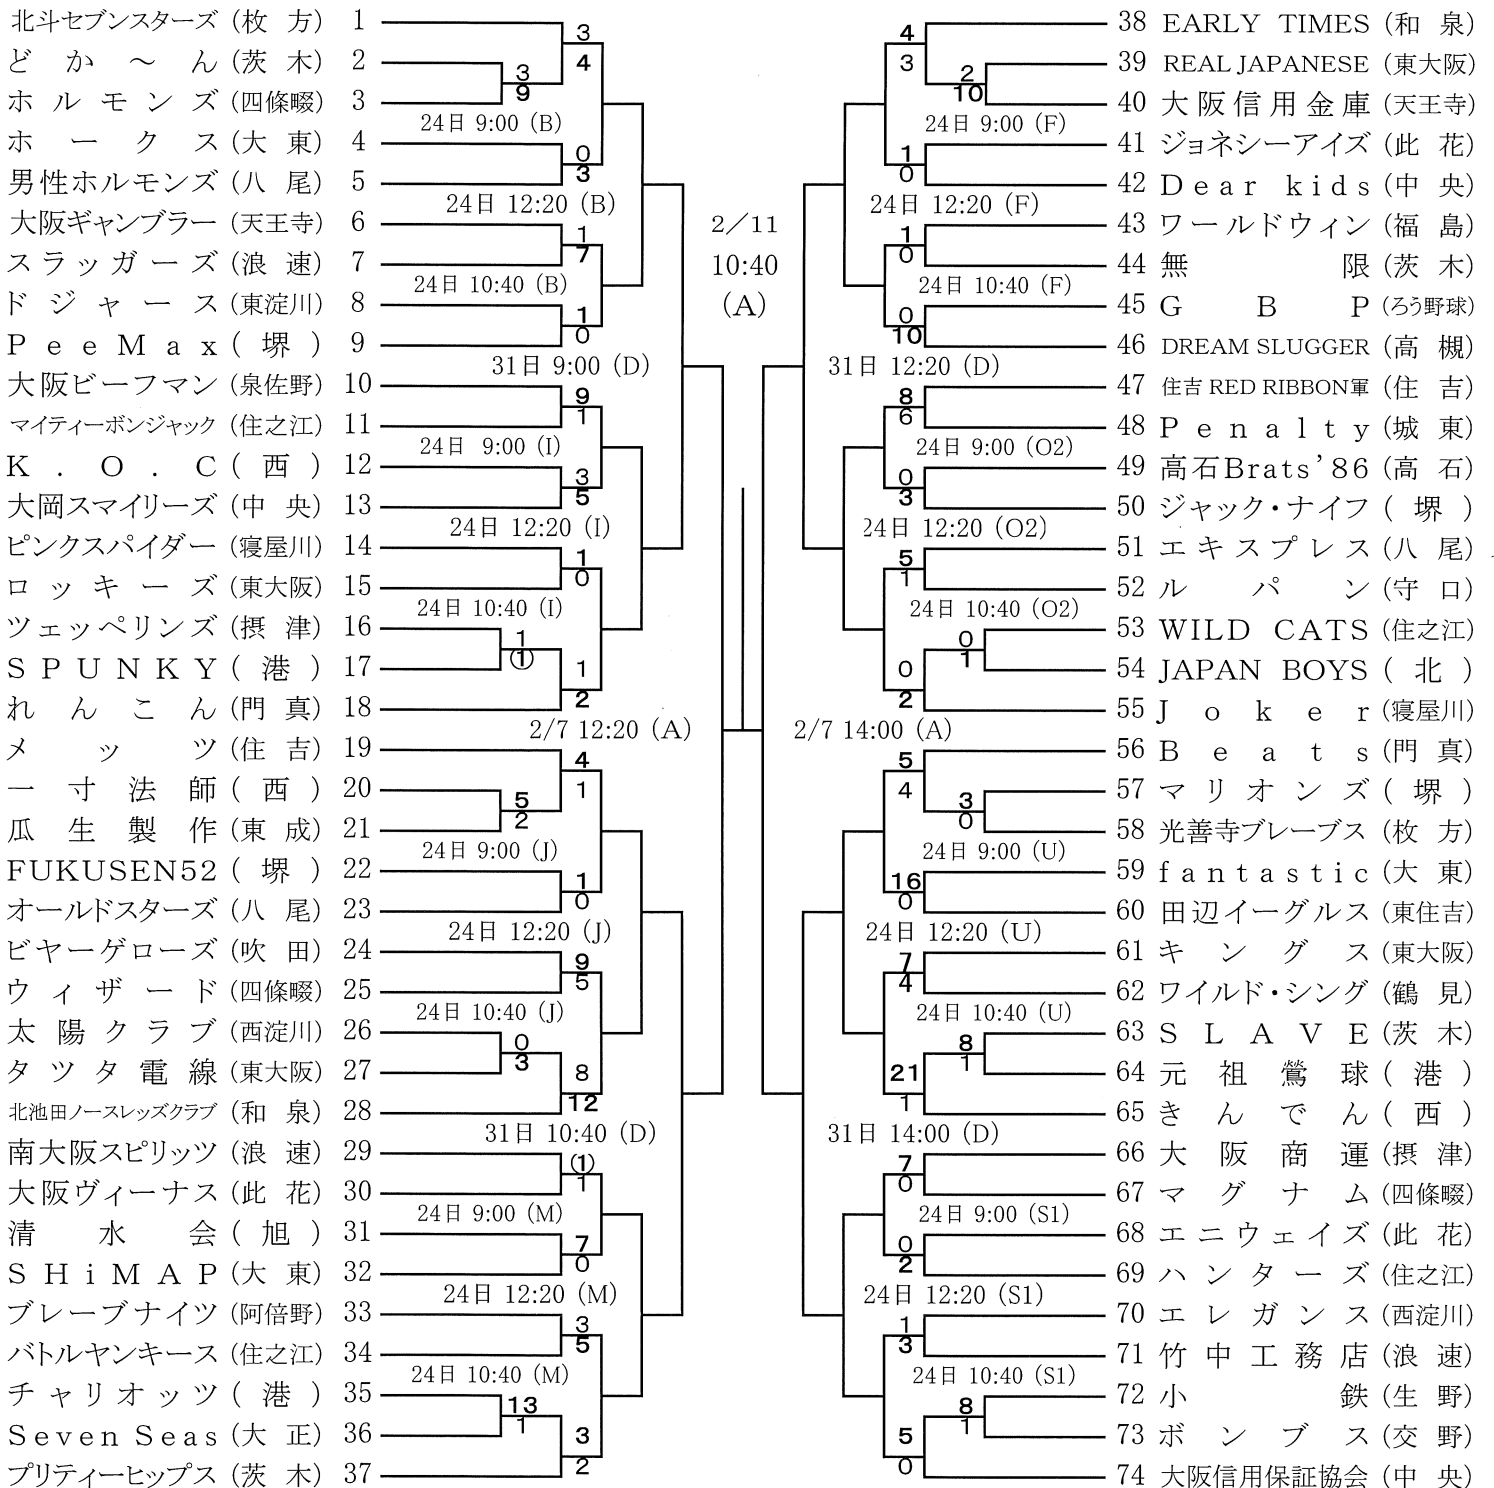 北斗セブンスターズ (枚 方) 1
3
4
どか～ん (茨 木) 2
3
9
ホルモンズ (四條畷) 3
24日 9:00 (B)
ホークス (大 東) 4
0
3
男性ホルモンズ (八 尾) 5
24日 12:20 (B)
大阪ギャンブラー (天王寺) 6
1
7
スラッガーズ (浪 速) 7
24日 10:40 (B)
ドジャース (東淀川) 8
1
0
PeeMax (堺) 9
31日 9:00 (D)
大阪ビーフマン (泉佐野) 10
9
1
マイティーボンジャック (住之江) 11
24日 9:00 (I)
K.O.C (西) 12
3
5
大岡スマイリーズ (中 央) 13
24日 12:20 (I)
ピンクスパイダー (寝屋川) 14
1
0
ロッキーズ (東大阪) 15
24日 10:40 (I)
ツェッペリンズ (摂 津) 16
1
①
SPUNKY (港) 17
1
2
れんこん (門 真) 18
2/7 12:20 (A)
メッツ (住 吉) 19
4
1
一寸法師 (西) 20
5
2
瓜生製作 (東 成) 21
24日 9:00 (J)
FUKUSEN52 (堺) 22
1
0
オールドスターズ (八 尾) 23
24日 12:20 (J)
ビヤーゲローズ (吹 田) 24
9
5
ウィザード (四條畷) 25
24日 10:40 (J)
太陽クラブ (西淀川) 26
0
3
タツタ電線 (東大阪) 27
8
12
北池田ノースレッズクラブ (和 泉) 28
31日 10:40 (D)
南大阪スピリッツ (浪 速) 29
①
1
大阪ヴィーナス (此 花) 30
24日 9:00 (M)
清水会 (旭) 31
7
0
SHiMAP (大 東) 32
24日 12:20 (M)
ブレーブナイツ (阿倍野) 33
3
5
バトルヤンキース (住之江) 34
24日 10:40 (M)
チャリオッツ (港) 35
13
1
Seven Seas (大 正) 36
3
2
プリティーヒップス (茨 木) 37
2／11
10:40
(A)
38 EARLY TIMES (和 泉)
4
3
39 REAL JAPANESE (東大阪)
2
10
40 大阪信用金庫 (天王寺)
24日 9:00 (F)
41 ジョネシーアイズ (此 花)
1
0
42 Dear kids (中 央)
24日 12:20 (F)
43 ワールドウィン (福 島)
1
0
44 無限 (茨 木)
24日 10:40 (F)
45 GBP (ろう野球)
0
10
46 DREAM SLUGGER (高 槻)
31日 12:20 (D)
47 住吉 RED RIBBON軍 (住 吉)
8
6
48 Penalty (城 東)
24日 9:00 (O2)
49 高石Brats'86 (高 石)
0
3
50 ジャック・ナイフ (堺)
24日 12:20 (O2)
51 エキスプレス (八 尾)
5
1
52 ルパン (守 口)
24日 10:40 (O2)
53 WILD CATS (住之江)
0
1
54 JAPAN BOYS (北)
0
2
55 Joker (寝屋川)
2/7 14:00 (A)
56 Beats (門 真)
5
4
57 マリオンズ (堺)
3
0
58 光善寺ブレーブス (枚 方)
24日 9:00 (U)
59 fantastic (大 東)
16
0
60 田辺イーグルス (東住吉)
24日 12:20 (U)
61 キングス (東大阪)
7
4
62 ワイルド・シング (鶴 見)
24日 10:40 (U)
63 SLAVE (茨 木)
8
1
64 元祖鶯球 (港)
21
1
65 きんでん (西)
31日 14:00 (D)
66 大阪商運 (摂 津)
7
0
67 マグナム (四條畷)
24日 9:00 (S1)
68 エニウェイズ (此 花)
0
2
69 ハンターズ (住之江)
24日 12:20 (S1)
70 エレガンス (西淀川)
1
3
71 竹中工務店 (浪 速)
24日 10:40 (S1)
72 小鉄 (生 野)
8
1
73 ボンブス (交 野)
5
0
74 大阪信用保証協会 (中 央)